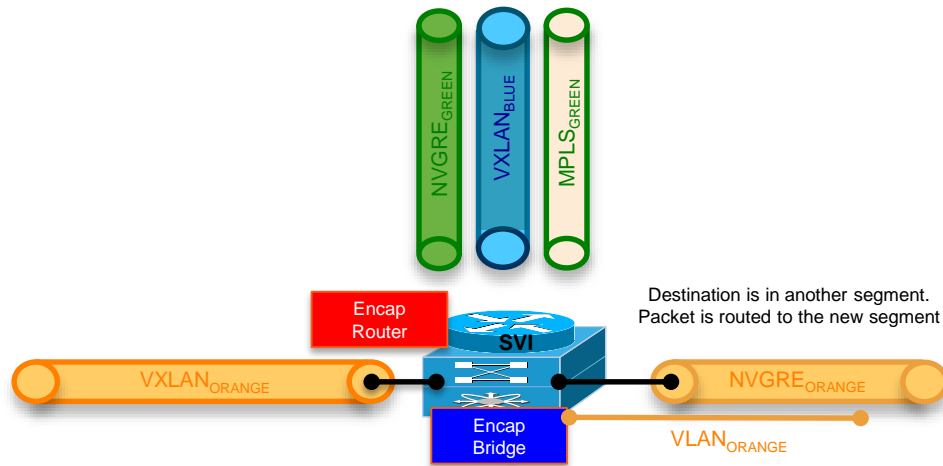 NVGREGREEN
VXLANBLUE
MPLSGREEN
Destination is in another segment.
Packet is routed to the new segment
Encap
Router
SVI
VXLANORANGE
NVGREORANGE
Encap
Bridge
VLANORANGE